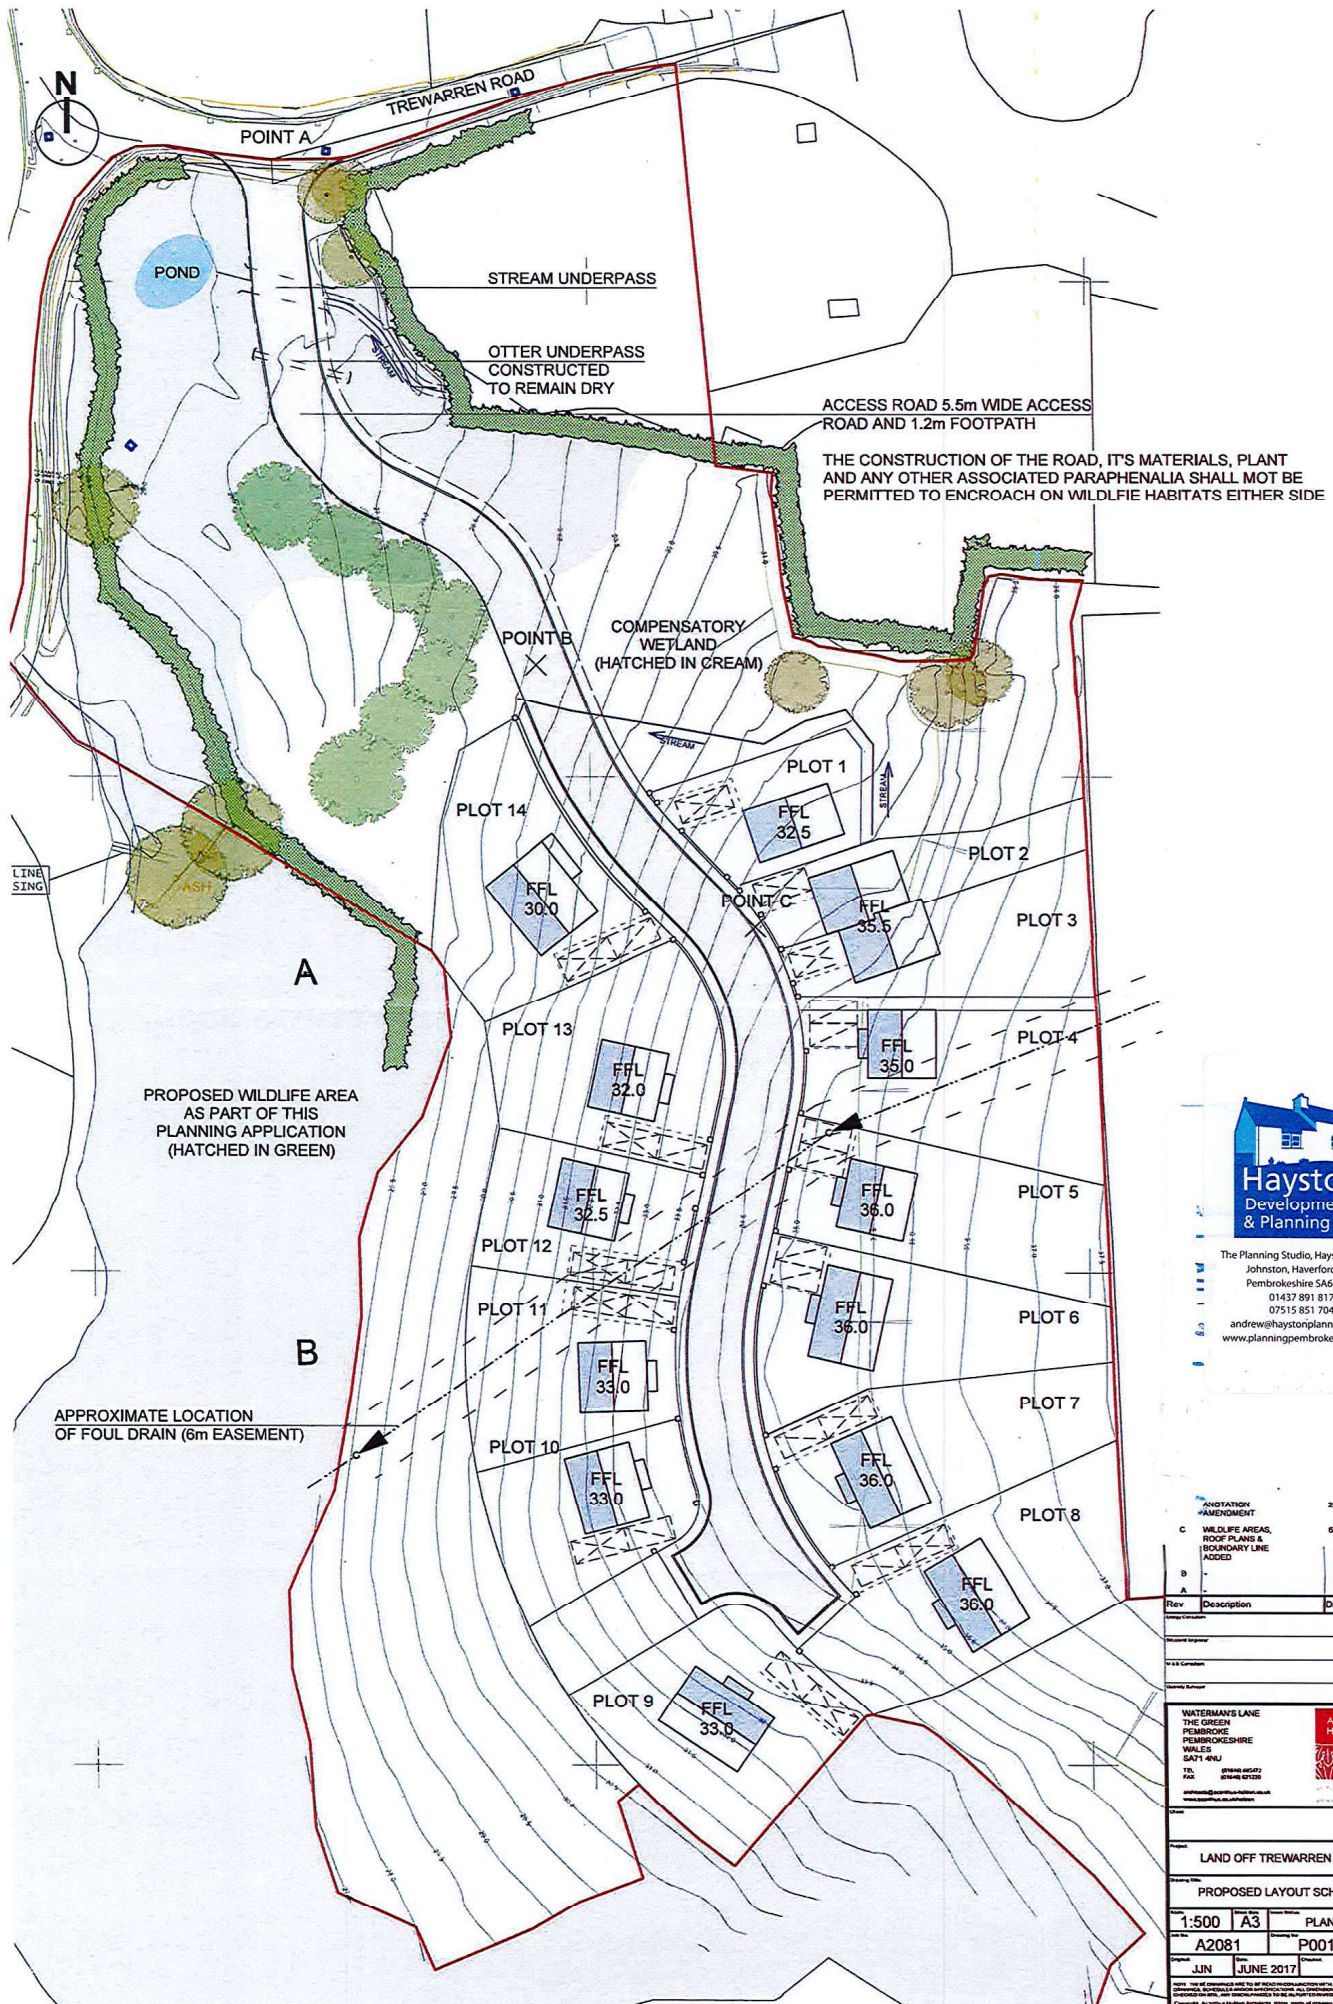 N
TREWARREN ROAD
POINT A
POND
STREAM UNDERPASS
STREAM
OTTER UNDERPASS
CONSTRUCTED
TO REMAIN DRY
ACCESS ROAD 5.5m WIDE ACCESS
ROAD AND 1.2m FOOTPATH
THE CONSTRUCTION OF THE ROAD, IT'S MATERIALS, PLANT
AND ANY OTHER ASSOCIATED PARAPHENALIA SHALL MOT BE
PERMITTED TO ENCROACH ON WILDLFIE HABITATS EITHER SIDE
POINT B
COMPENSATORY
WETLAND
(HATCHED IN CREAM)
STREAM
STREAM
PLOT 1
FFL
32.5
PLOT 14
FFL
30.0
PLOT 2
POINT C
FFL
35.5
PLOT 3
LINE
SING
ASH
A
PLOT 13
FFL
32.0
PLOT 4
FFL
35.0
PROPOSED WILDLIFE AREA
AS PART OF THIS
PLANNING APPLICATION
(HATCHED IN GREEN)
FFL
32.5
PLOT 12
PLOT 5
FFL
36.0
PLOT 11
FFL
33.0
PLOT 6
FFL
36.0
B
APPROXIMATE LOCATION
OF FOUL DRAIN (6m EASEMENT)
PLOT 10
FFL
33.0
PLOT 7
FFL
36.0
PLOT 8
FFL
36.0
PLOT 9
FFL
33.0
Haysto
Developme
& Planning
The Planning Studio, Hays
Johnston, Haverford
Pembrokeshire SA6
01437 891 817
07515 851 704
andrew@haystonplann
www.planningpembroke
ANOTATION
AMENDMENT
C WILDLIFE AREAS,
ROOF PLANS &
BOUNDARY LINE
ADDED
B -
A -
Rev Description
WATERMAN'S LANE
THE GREEN
PEMBROKE
PEMBROKESHIRE
WALES
SA71 4NU
LAND OFF TREWARREN
PROPOSED LAYOUT SCH
1:500 A3 PLAN
A2081 P001
JJN JUNE 2017